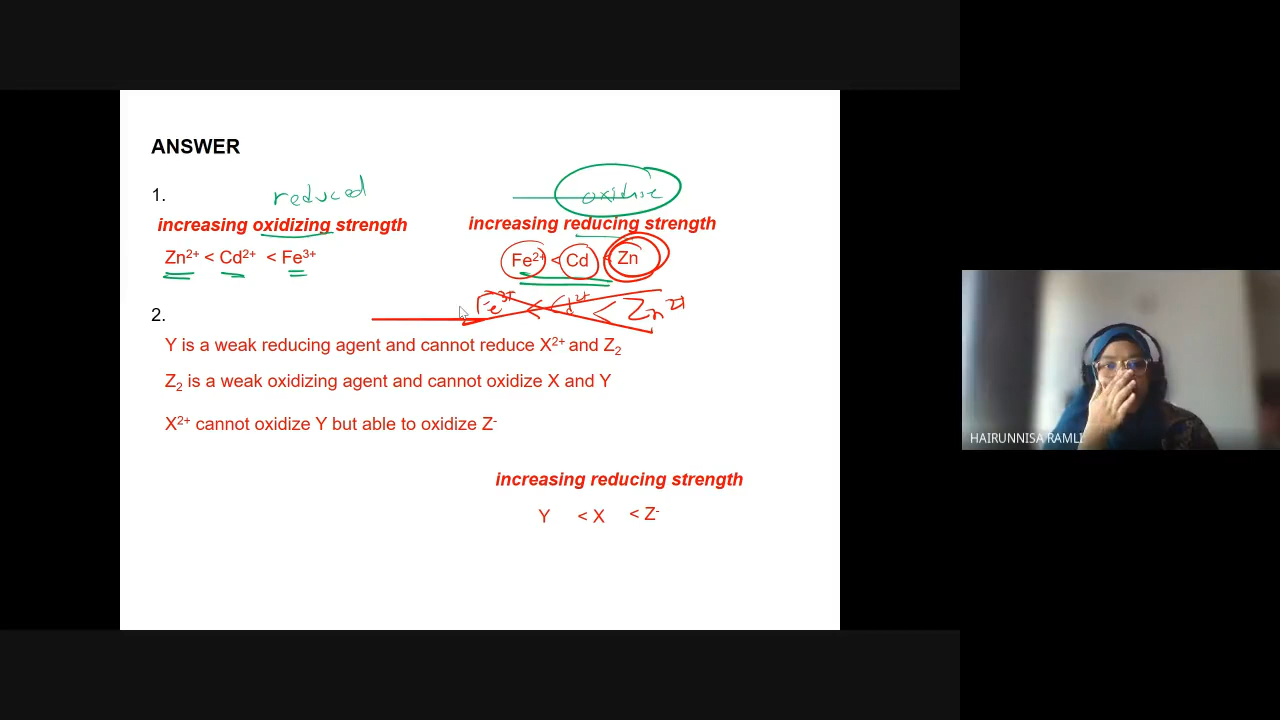 ANSWER
1.
reduced
oxidise
increasing oxidizing strength
increasing reducing strength
Zn²⁺ < Cd²⁺ < Fe³⁺
Fe²⁺ < Cd < Zn
Fe³⁺ < Cd²⁺ < Zn²⁺
2.
Y is a weak reducing agent and cannot reduce X²⁺ and Z₂
Z₂ is a weak oxidizing agent and cannot oxidize X and Y
X²⁺ cannot oxidize Y but able to oxidize Z⁻
increasing reducing strength
Y < X < Z⁻
HAIRUNNISA RAMLI